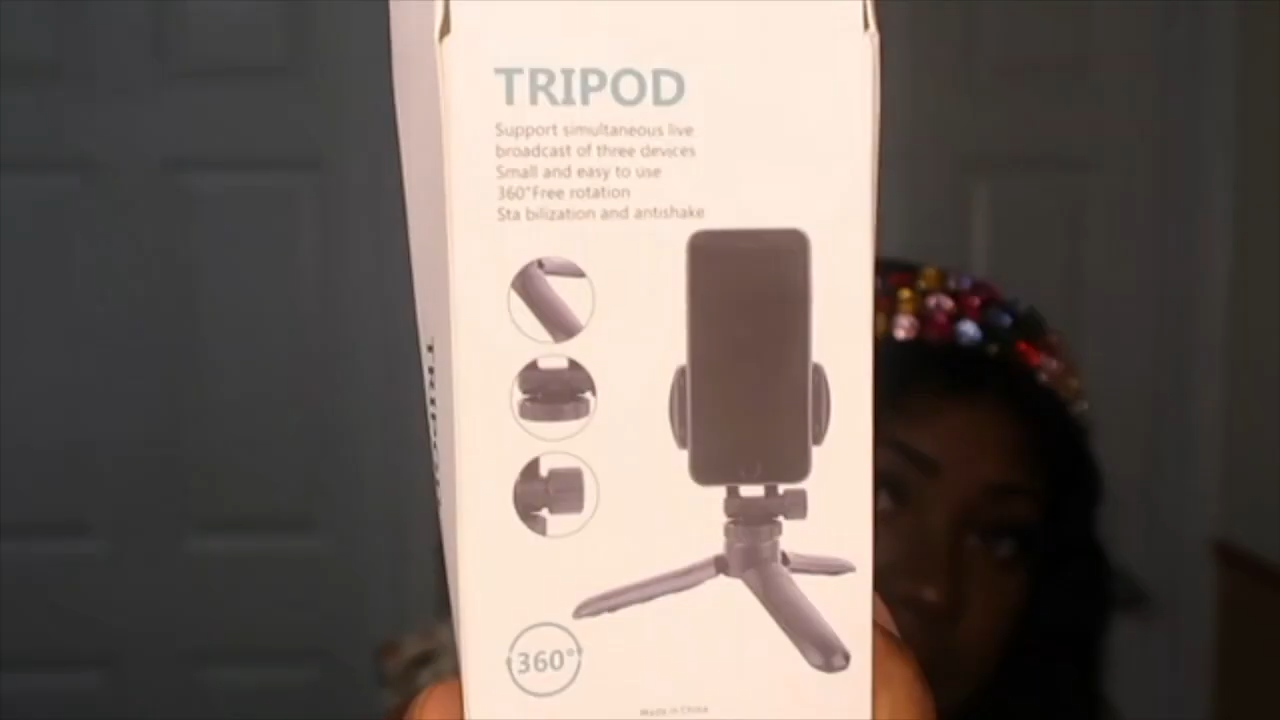 TRIPOD
Support simultaneous live
broadcast of three devices
Small and easy to use
360°Free rotation
Sta bilization and antishake
TRIPOD
360°
Made in China